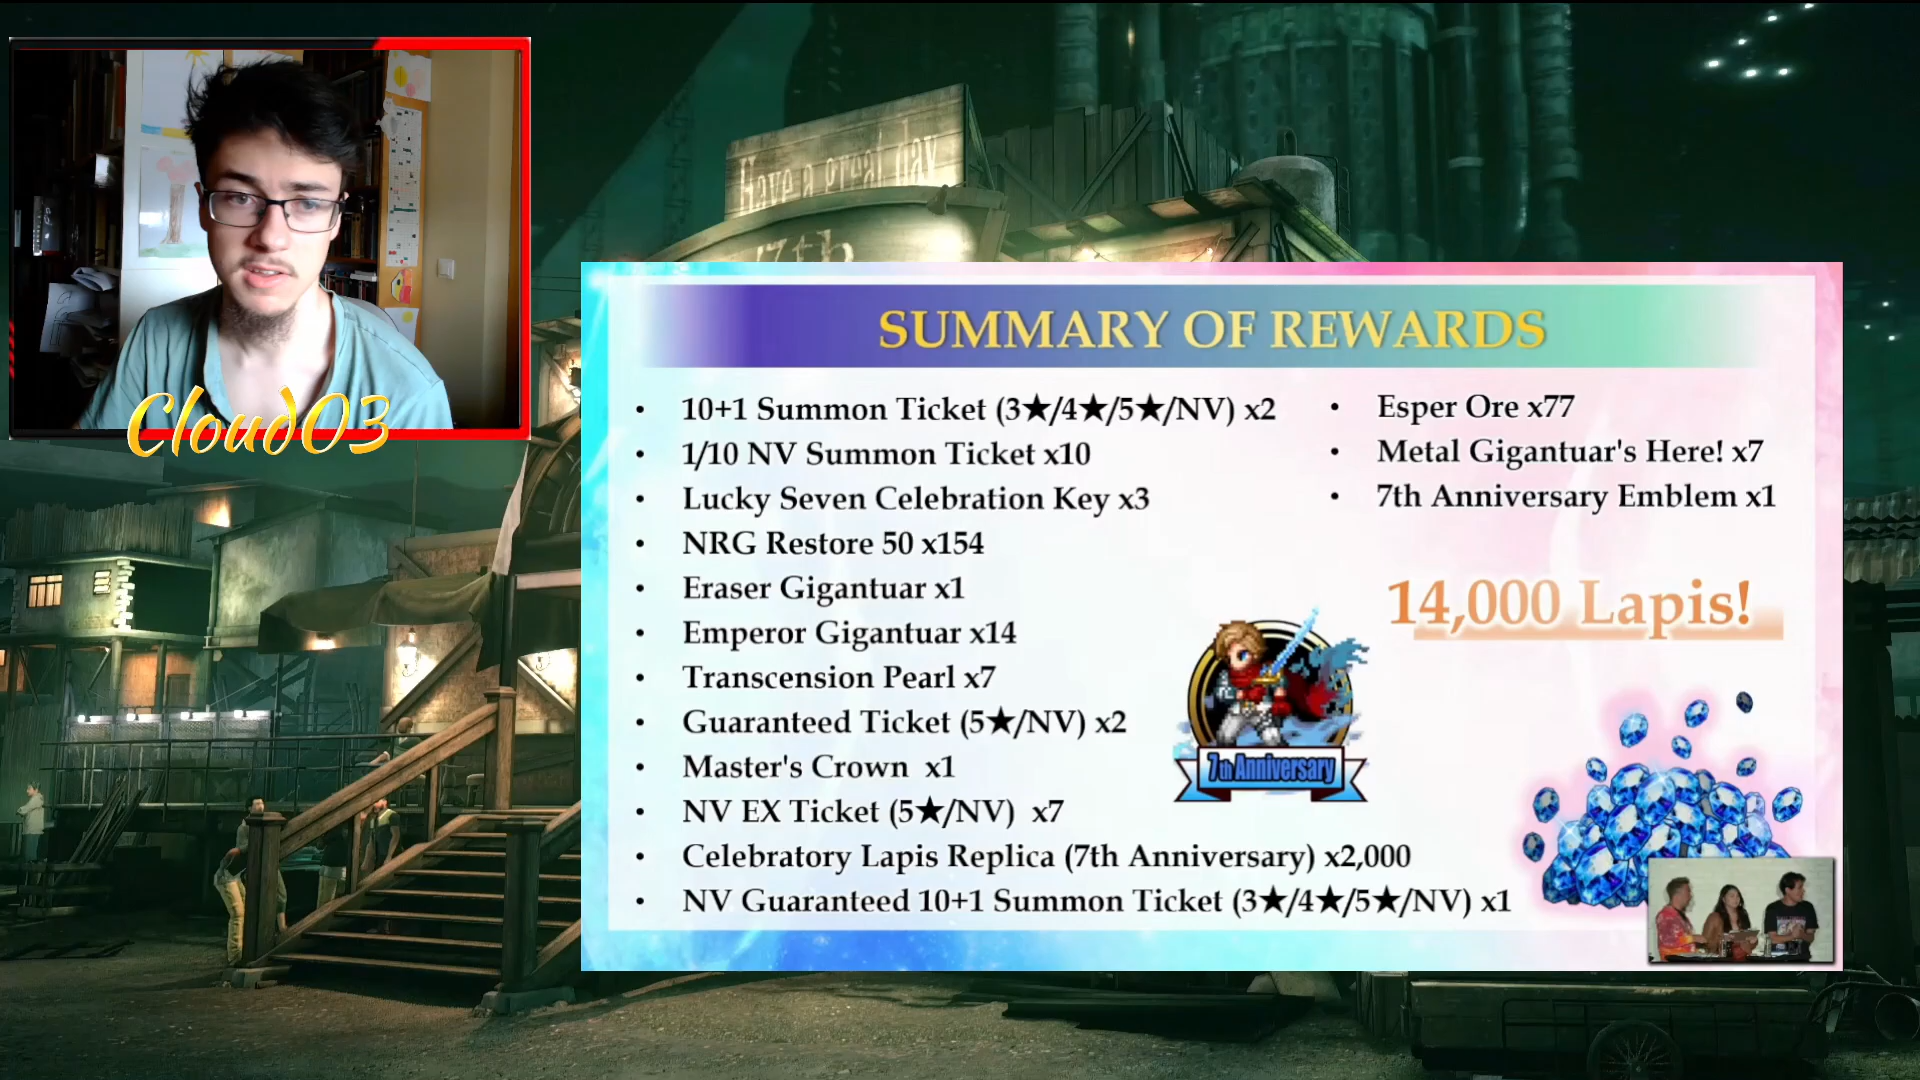 Have a great day
7th
Cloud03
SUMMARY OF REWARDS
• 10+1 Summon Ticket (3★/4★/5★/NV) x2
• 1/10 NV Summon Ticket x10
• Lucky Seven Celebration Key x3
• NRG Restore 50 x154
• Eraser Gigantuar x1
• Emperor Gigantuar x14
• Transcension Pearl x7
• Guaranteed Ticket (5★/NV) x2
• Master's Crown x1
• NV EX Ticket (5★/NV) x7
• Celebratory Lapis Replica (7th Anniversary) x2,000
• NV Guaranteed 10+1 Summon Ticket (3★/4★/5★/NV) x1
• Esper Ore x77
• Metal Gigantuar's Here! x7
• 7th Anniversary Emblem x1
14,000 Lapis!
7th Anniversary